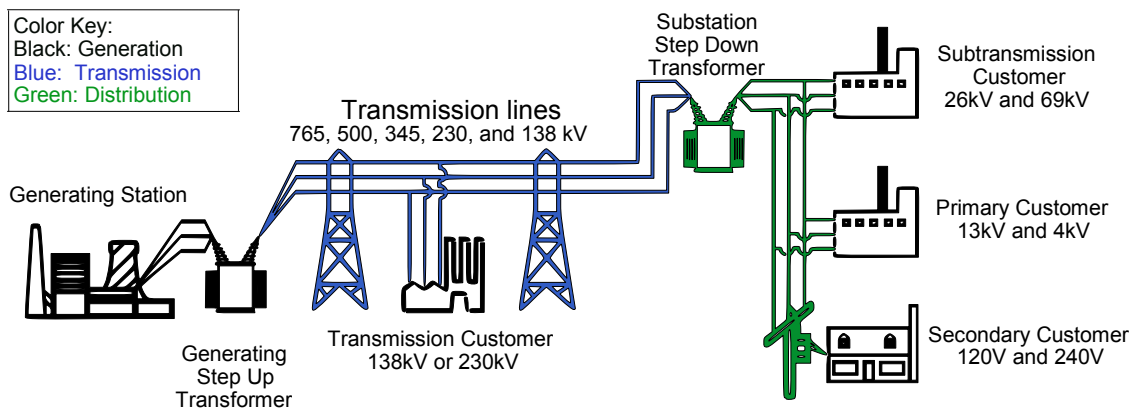 Color Key:
Black: Generation
Blue: Transmission
Green: Distribution
Substation
Step Down
Transformer
Subtransmission
Customer
26kV and 69kV
Transmission lines
765, 500, 345, 230, and 138 kV
Generating Station
Primary Customer
13kV and 4kV
Transmission Customer
138kV or 230kV
Secondary Customer
120V and 240V
Generating
Step Up
Transformer